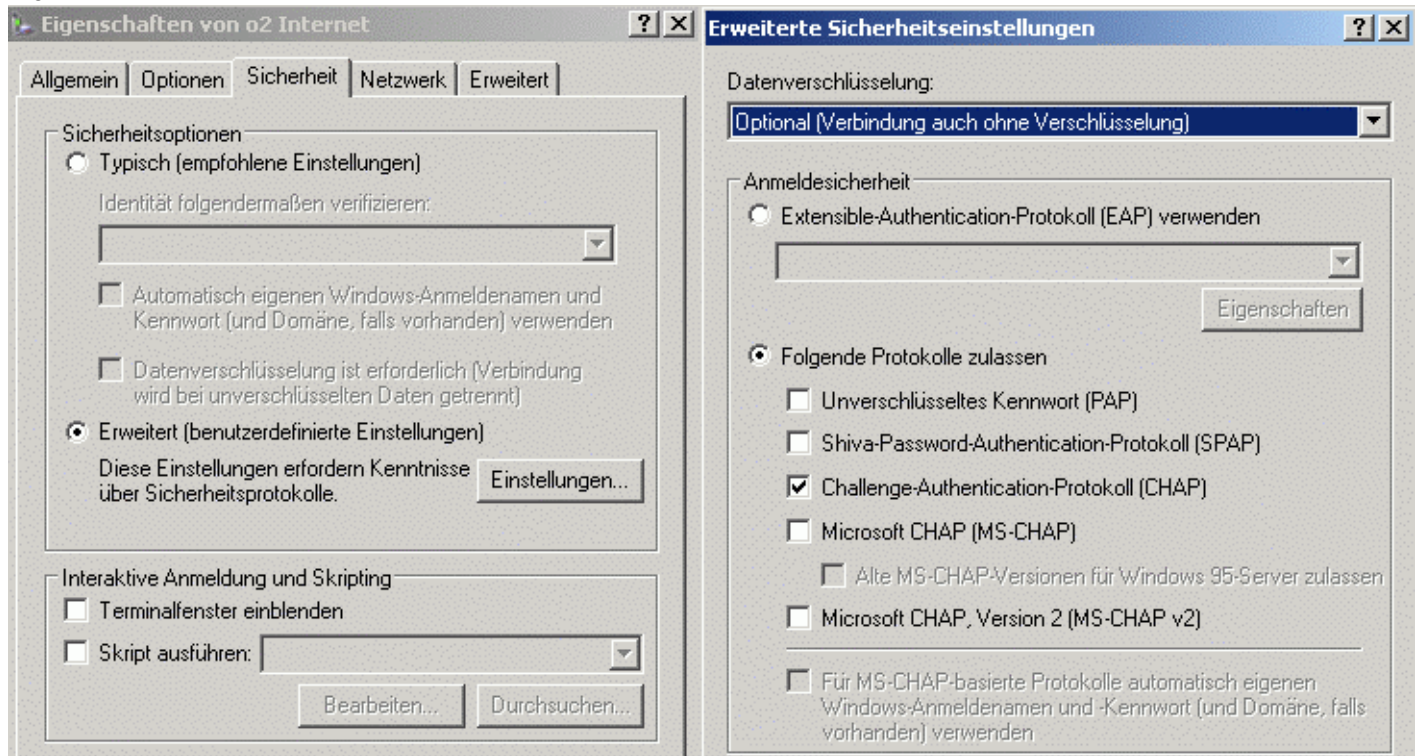 Eigenschaften von o2 Internet
Allgemein
Optionen
Sicherheit
Netzwerk
Erweitert
Sicherheitsoptionen
Typisch (empfohlene Einstellungen)
Identität folgendermaßen verifizieren:
Automatisch eigenen Windows-Anmeldenamen und
Kennwort (und Domäne, falls vorhanden) verwenden
Datenverschlüsselung ist erforderlich (Verbindung
wird bei unverschlüsselten Daten getrennt)
Erweitert (benutzerdefinierte Einstellungen)
Diese Einstellungen erfordern Kenntnisse
über Sicherheitsprotokolle.
Einstellungen...
Interaktive Anmeldung und Skripting
Terminalfenster einblenden
Skript ausführen:
Bearbeiten...
Durchsuchen...
Erweiterte Sicherheitseinstellungen
Datenverschlüsselung:
Optional (Verbindung auch ohne Verschlüsselung)
Anmeldesicherheit
Extensible-Authentication-Protokoll (EAP) verwenden
Eigenschaften
Folgende Protokolle zulassen
Unverschlüsseltes Kennwort (PAP)
Shiva-Password-Authentication-Protokoll (SPAP)
Challenge-Authentication-Protokoll (CHAP)
Microsoft CHAP (MS-CHAP)
Alte MS-CHAP-Versionen für Windows 95-Server zulassen
Microsoft CHAP, Version 2 (MS-CHAP v2)
Für MS-CHAP-basierte Protokolle automatisch eigenen
Windows-Anmeldenamen und -Kennwort (und Domäne, falls
vorhanden) verwenden